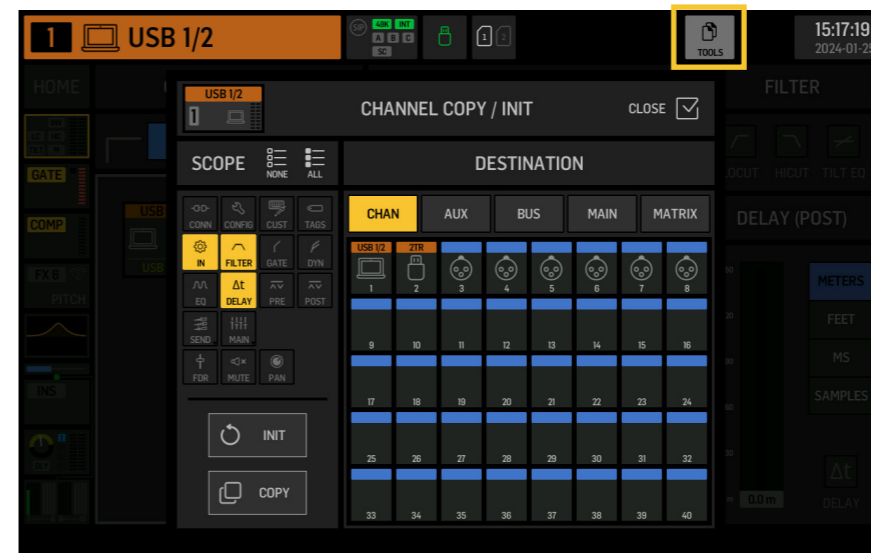 1 USB 1/2
SIP 48K INT
A B C
SC
1 2
TOOLS
15:17:19
2024-01-25
HOME
USB 1/2
1
CHANNEL COPY / INIT
CLOSE
FILTER
SCOPE
NONE
ALL
DESTINATION
LOCUT HICUT TILT EQ
GATE
COMP
FX 6
PITCH
INS
DLY
USB
USB
CONN CONFIG CUST TAGS
IN FILTER GATE DYN
EQ Δt DELAY PRE POST
SEND MAIN
FDR MUTE PAN
INIT
COPY
CHAN AUX BUS MAIN MATRIX
USB 1/2 2TR
1 2 3 4 5 6 7 8
9 10 11 12 13 14 15 16
17 18 19 20 21 22 23 24
25 26 27 28 29 30 31 32
33 34 35 36 37 38 39 40
DELAY (POST)
METERS
FEET
MS
SAMPLES
0.0 m
Δt
DELAY